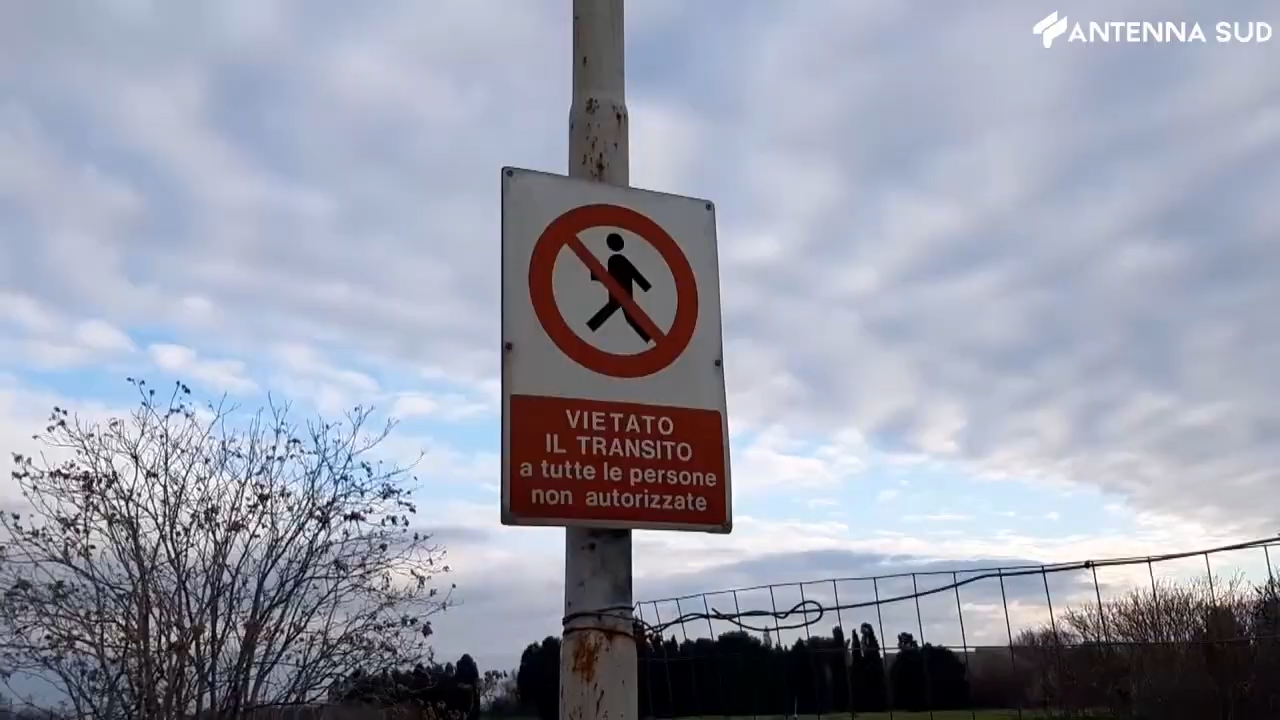 ANTENNA SUD
VIETATO
IL TRANSITO
a tutte le persone
non autorizzate